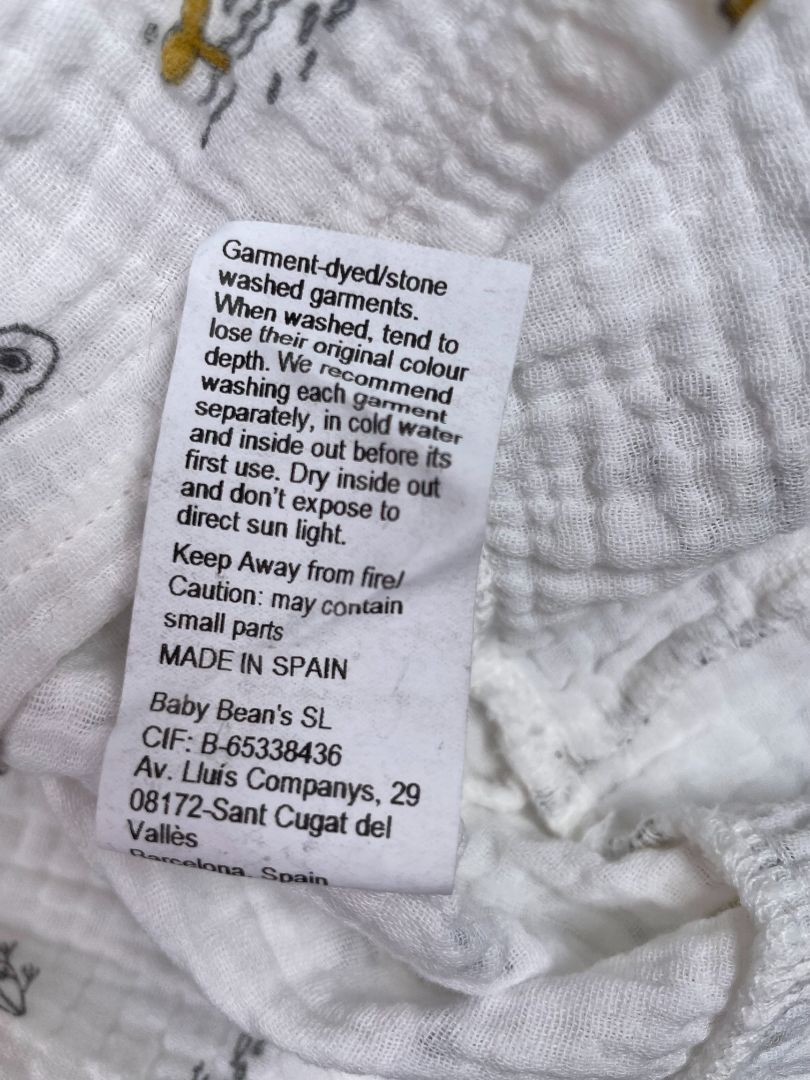 Garment-dyed/stone
washed garments.
When washed, tend to
lose their original colour
depth. We recommend
washing each garment
separately, in cold water
and inside out before its
first use. Dry inside out
and don't expose to
direct sun light.
Keep Away from fire/
Caution: may contain
small parts
MADE IN SPAIN
Baby Bean's SL
CIF: B-65338436
Av. Lluís Companys, 29
08172-Sant Cugat del
Vallès
Barcelona, Spain